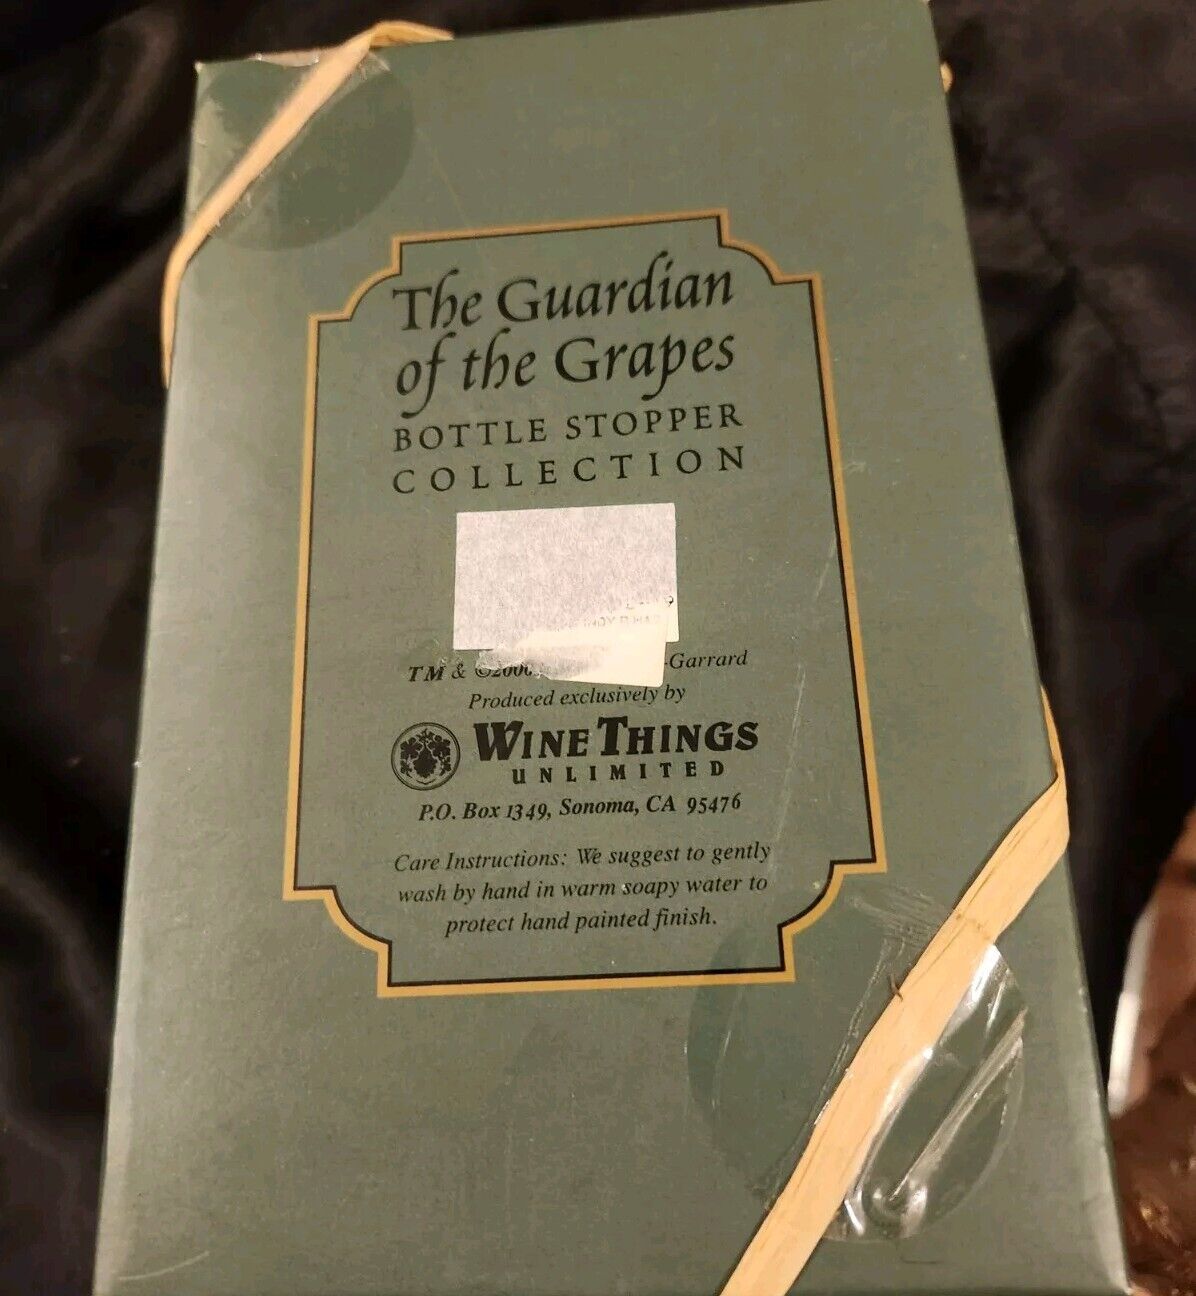 The Guardian
of the Grapes
BOTTLE STOPPER
COLLECTION
TM & ©2000 -Garrard
Produced exclusively by
WINE THINGS
UNLIMITED
P.O. Box 1349, Sonoma, CA 95476
Care Instructions: We suggest to gently
wash by hand in warm soapy water to
protect hand painted finish.